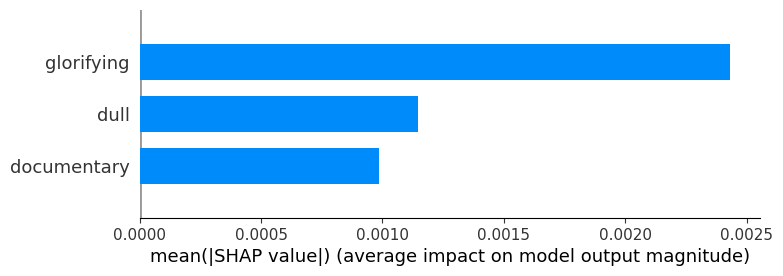 glorifying
dull
documentary
0.0000 0.0005 0.0010 0.0015 0.0020 0.0025
mean(|SHAP value|) (average impact on model output magnitude)